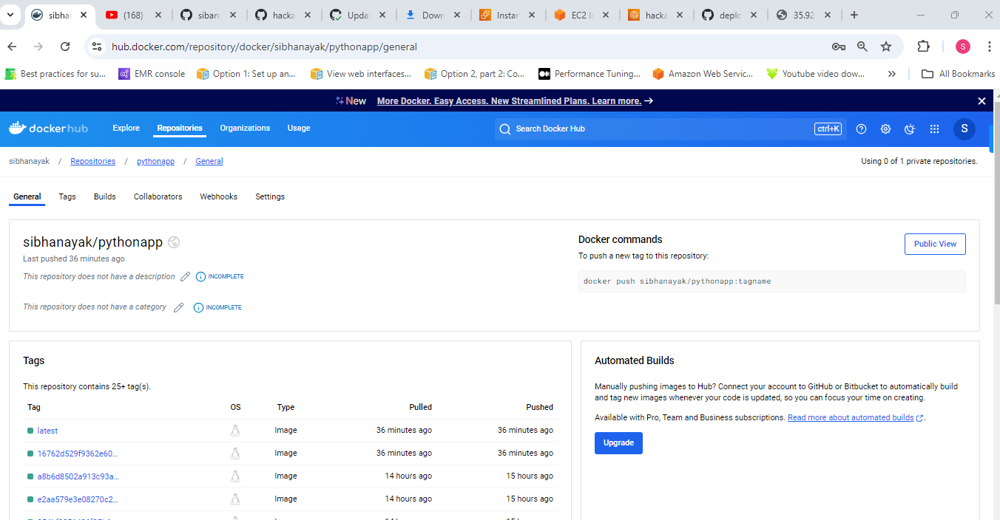 sibhar
(168)
siban
hacka
Updat
Down
Instar
EC2 In
hacka
deplo
35.92
hub.docker.com/repository/docker/sibhanayak/pythonapp/general
S
Best practices for su...
EMR console
Option 1: Set up an...
View web interfaces...
Option 2, part 2: Co...
Performance Tuning...
Amazon Web Servic...
Youtube video dow...
All Bookmarks
New More Docker. Easy Access. New Streamlined Plans. Learn more.
dockerhub
Explore
Repositories
Organizations
Usage
Search Docker Hub
ctrl+K
S
sibhanayak / Repositories / pythonapp / General
Using 0 of 1 private repositories.
General
Tags
Builds
Collaborators
Webhooks
Settings
sibhanayak/pythonapp
Last pushed 36 minutes ago
This repository does not have a description INCOMPLETE
This repository does not have a category INCOMPLETE
Docker commands
Public View
To push a new tag to this repository:
docker push sibhanayak/pythonapp:tagname
Tags
This repository contains 25+ tag(s).
Tag OS Type Pulled Pushed
latest Image 36 minutes ago 36 minutes ago
16762d529f9362e60... Image 36 minutes ago 36 minutes ago
a8b6d8502a913c93a... Image 14 hours ago 15 hours ago
e2aa579e3e08270c2... Image 14 hours ago 15 hours ago
Automated Builds
Manually pushing images to Hub? Connect your account to GitHub or Bitbucket to automatically build
and tag new images whenever your code is updated, so you can focus your time on creating.
Available with Pro, Team and Business subscriptions. Read more about automated builds.
Upgrade